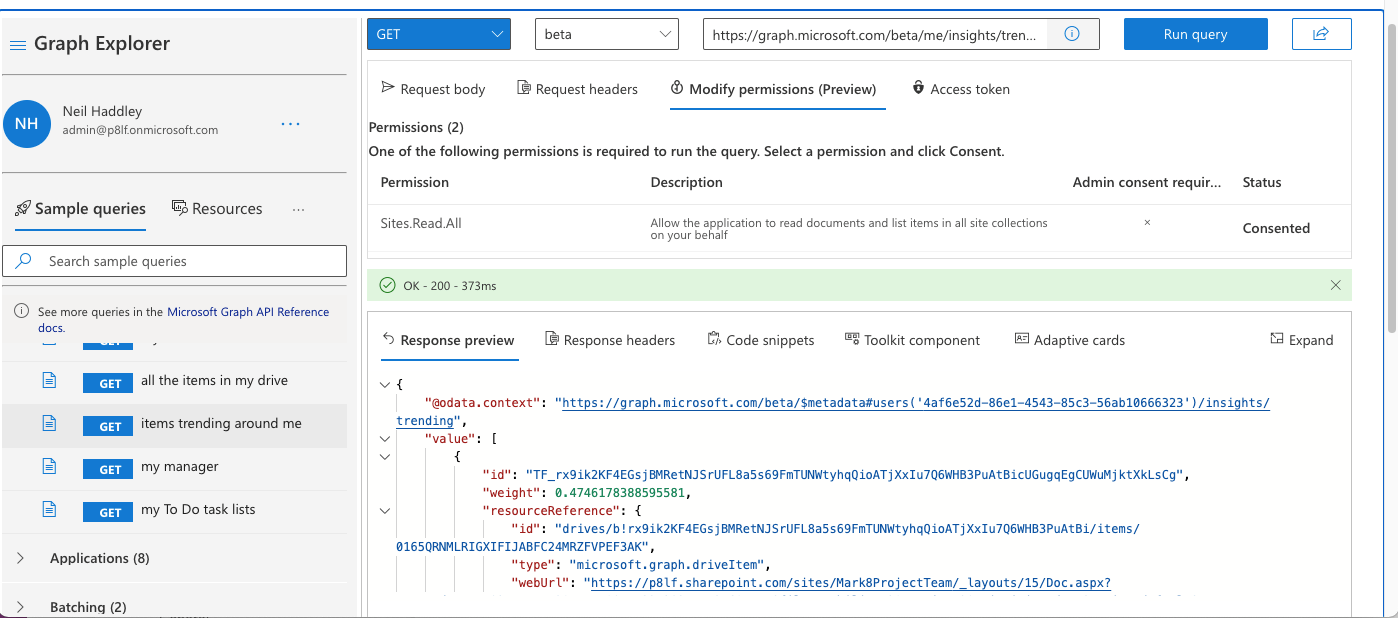 Graph Explorer
NH
Neil Haddley
admin@p8lf.onmicrosoft.com
Sample queries
Resources
Search sample queries
See more queries in the Microsoft Graph API Reference
docs.
GET
all the items in my drive
GET
items trending around me
GET
my manager
GET
my To Do task lists
Applications (8)
Batching (2)
GET
beta
https://graph.microsoft.com/beta/me/insights/tren...
Run query
Request body
Request headers
Modify permissions (Preview)
Access token
Permissions (2)
One of the following permissions is required to run the query. Select a permission and click Consent.
Permission
Description
Admin consent requir...
Status
Sites.Read.All
Allow the application to read documents and list items in all site collections
on your behalf
Consented
OK - 200 - 373ms
Response preview
Response headers
Code snippets
Toolkit component
Adaptive cards
Expand
{
"@odata.context": "https://graph.microsoft.com/beta/$metadata#users('4af6e52d-86e1-4543-85c3-56ab10666323')/insights/
trending",
"value": [
{
"id": "TF_rx9ik2KF4EGsjBMRetNJSrUFL8a5s69FmTUNWtyhqQioATjXxIu7Q6WHB3PuAtBicUGugqEgCUWuMjktXkLsCg",
"weight": 0.4746178388595581,
"resourceReference": {
"id": "drives/b!rx9ik2KF4EGsjBMRetNJSrUFL8a5s69FmTUNWtyhqQioATjXxIu7Q6WHB3PuAtBi/items/
0165QRNMLRIGXIFIJABFC24MRZFVPEF3AK",
"type": "microsoft.graph.driveItem",
"webUrl": "https://p8lf.sharepoint.com/sites/Mark8ProjectTeam/_layouts/15/Doc.aspx?